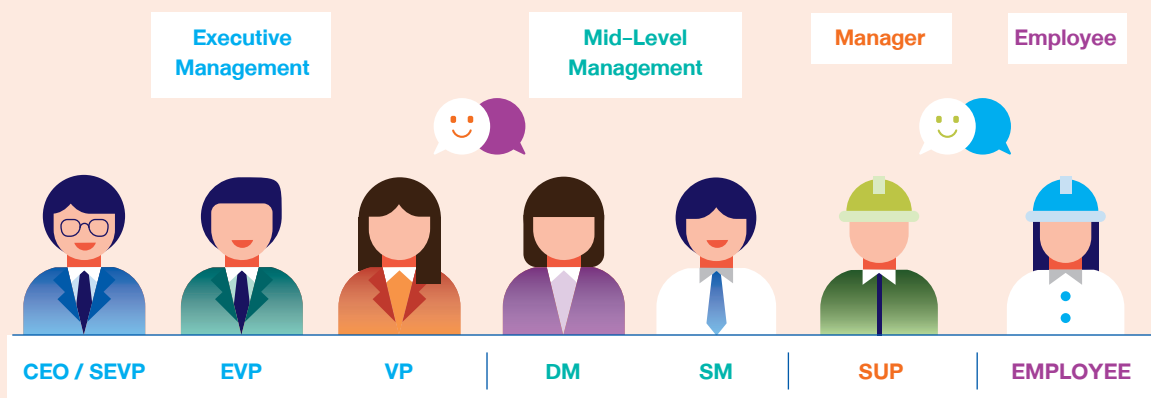 Executive
Management
Mid–Level
Management
Manager
Employee
CEO / SEVP
EVP
VP
DM
SM
SUP
EMPLOYEE